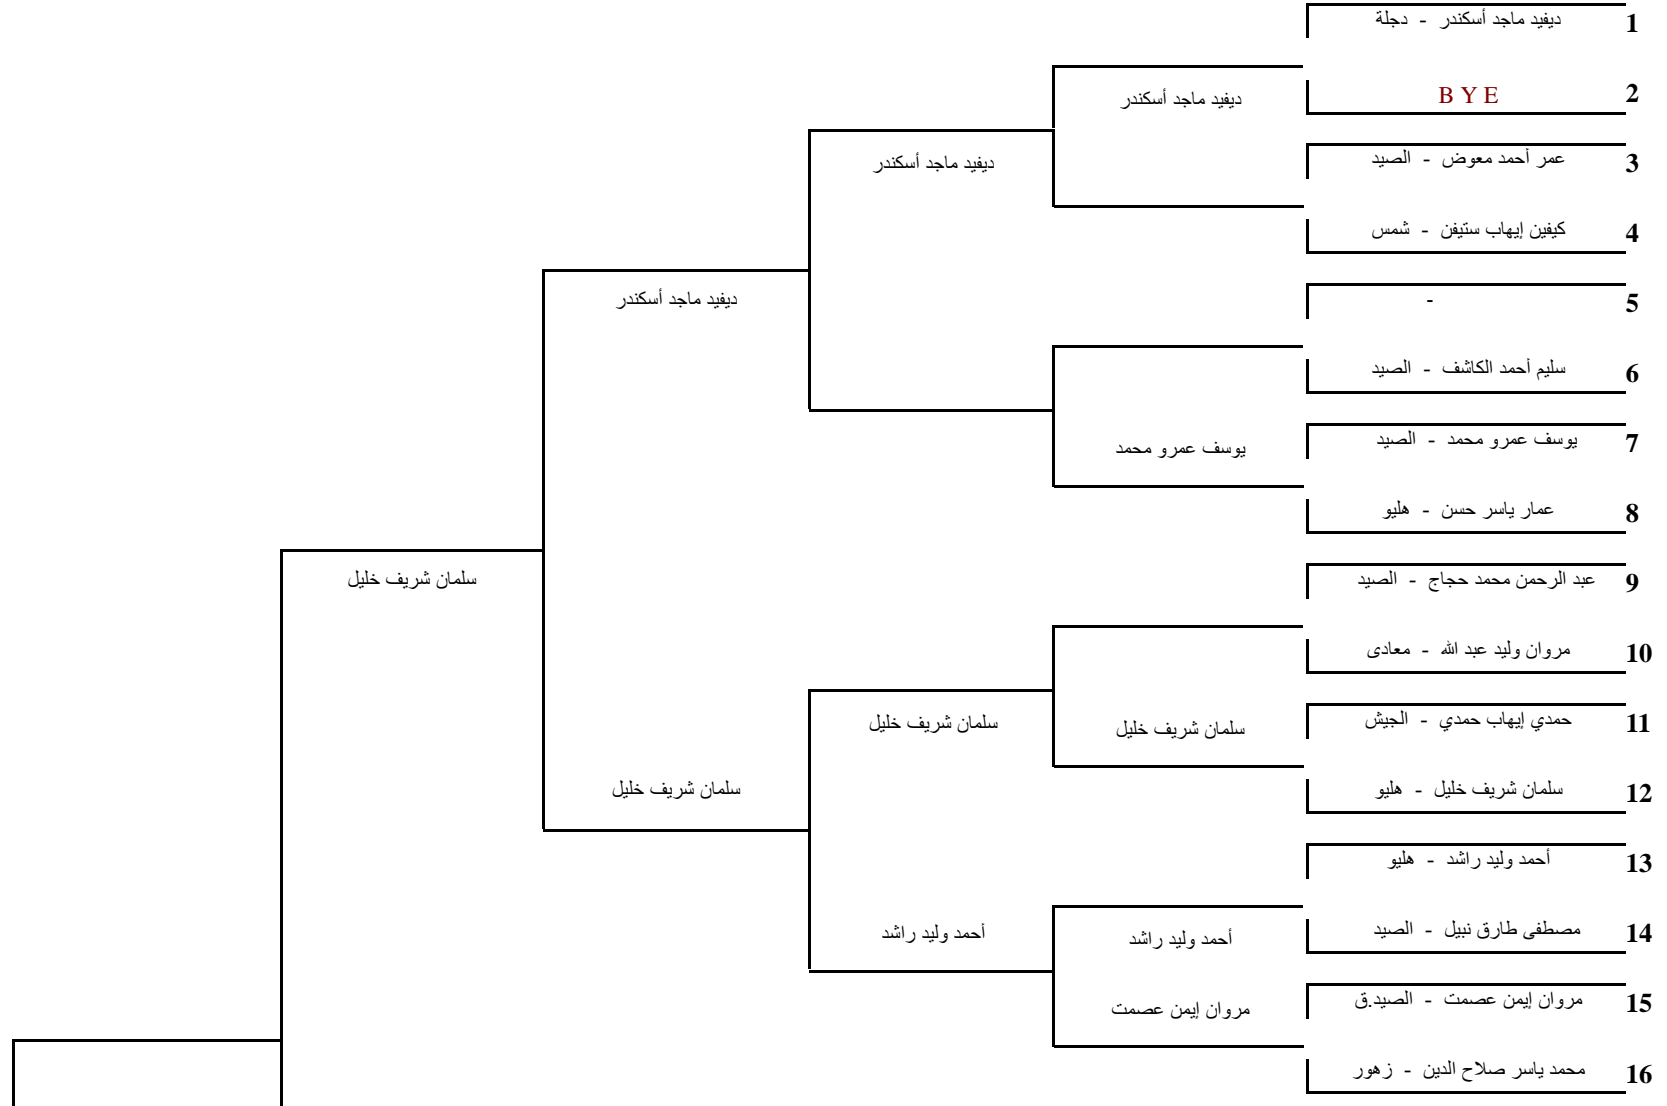 1 ديفيد ماجد أسكندر - دجلة
2 B Y E
ديفيد ماجد أسكندر
3 عمر أحمد معوض - الصيد
ديفيد ماجد أسكندر
4 كيفين إيهاب ستيفن - شمس
5 -
ديفيد ماجد أسكندر
6 سليم أحمد الكاشف - الصيد
7 يوسف عمرو محمد - الصيد
يوسف عمرو محمد
8 عمار ياسر حسن - هليو
9 عبد الرحمن محمد حجاج - الصيد
سلمان شريف خليل
10 مروان وليد عبد الله - معادى
11 حمدي إيهاب حمدي - الجيش
سلمان شريف خليل
سلمان شريف خليل
12 سلمان شريف خليل - هليو
سلمان شريف خليل
13 أحمد وليد راشد - هليو
14 مصطفى طارق نبيل - الصيد
أحمد وليد راشد
أحمد وليد راشد
15 مروان إيمن عصمت - الصيد.ق
مروان إيمن عصمت
16 محمد ياسر صلاح الدين - زهور